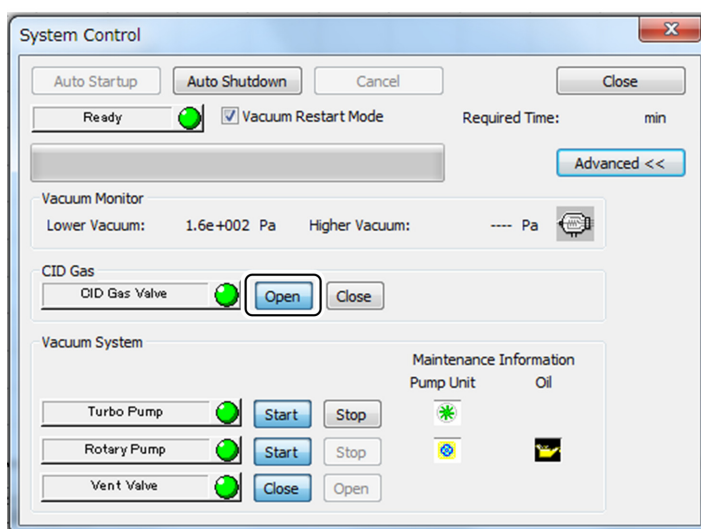 System Control
Auto Startup Auto Shutdown Cancel Close
Ready Vacuum Restart Mode Required Time: min
Advanced <<
Vacuum Monitor
Lower Vacuum: 1.6e+002 Pa Higher Vacuum: ---- Pa
CID Gas
CID Gas Valve Open Close
Vacuum System
Maintenance Information
Pump Unit Oil
Turbo Pump Start Stop
Rotary Pump Start Stop
Vent Valve Close Open